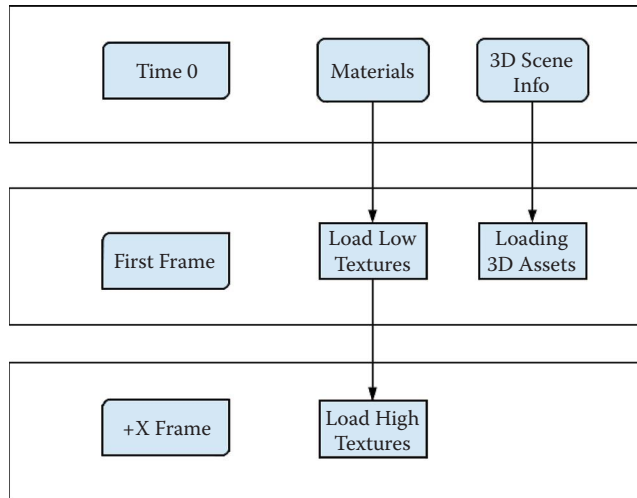 Time 0
Materials
3D Scene
Info
First Frame
Load Low
Textures
Loading
3D Assets
+X Frame
Load High
Textures